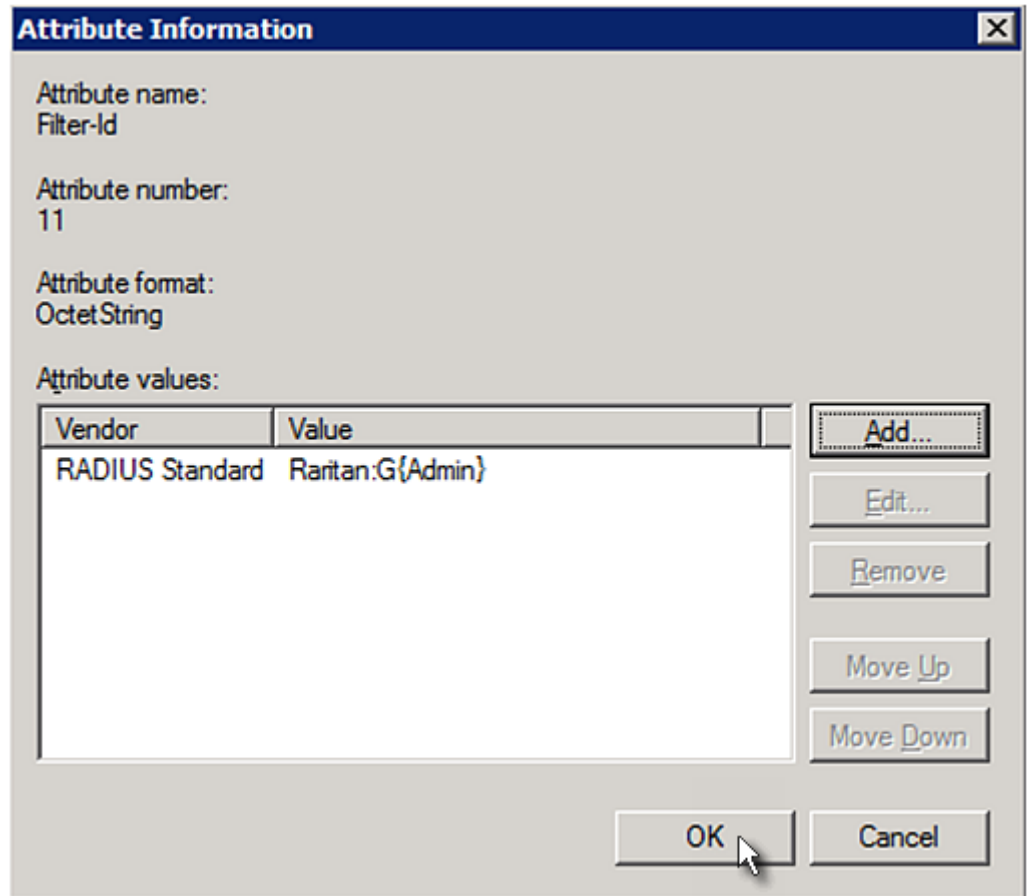 Attribute Information
Attribute name:
Filter-Id
Attribute number:
11
Attribute format:
OctetString
Attribute values:
Vendor Value
Add...
RADIUS Standard Raritan:G{Admin}
Edit...
Remove
Move Up
Move Down
OK Cancel